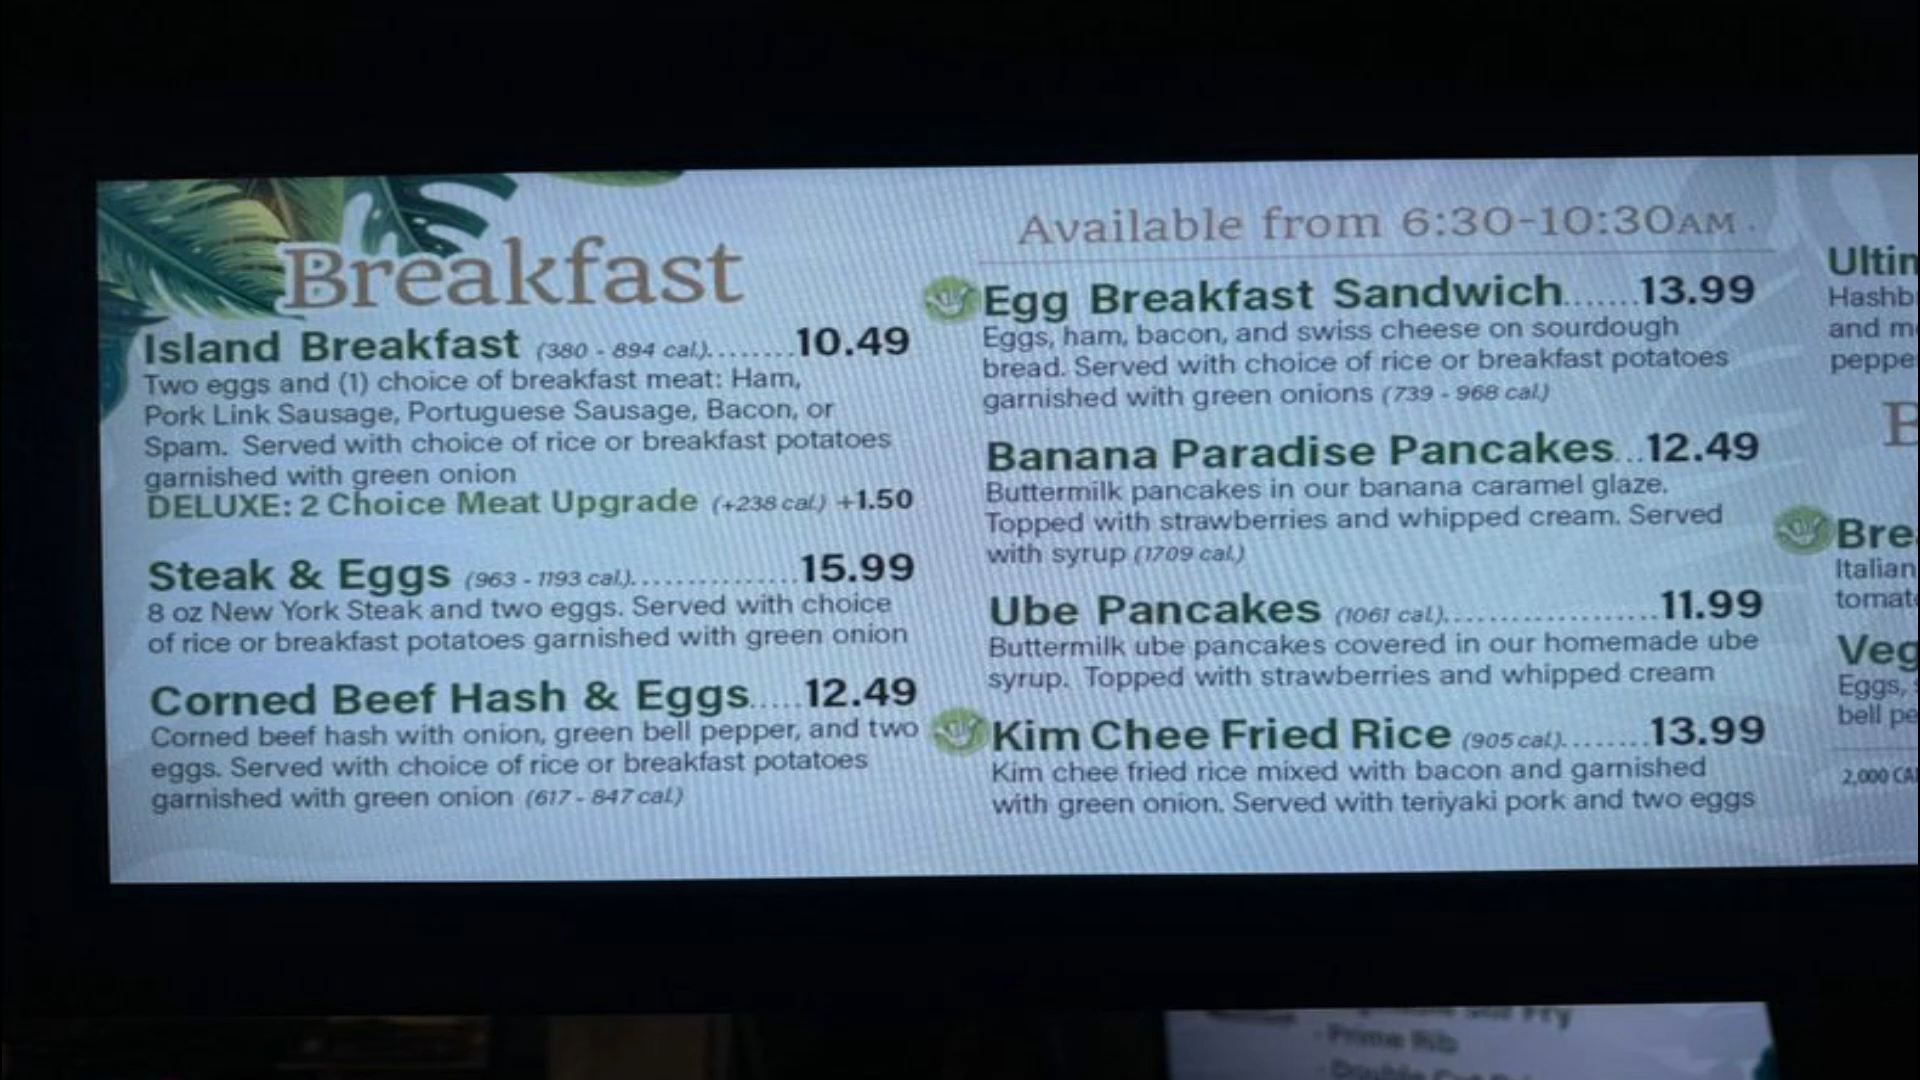 Breakfast
Island Breakfast (380 - 894 cal.)........10.49
Two eggs and (1) choice of breakfast meat: Ham,
Pork Link Sausage, Portuguese Sausage, Bacon, or
Spam. Served with choice of rice or breakfast potatoes
garnished with green onion
DELUXE: 2 Choice Meat Upgrade (+238 cal.) +1.50
Steak & Eggs (963 - 1193 cal.)...............15.99
8 oz New York Steak and two eggs. Served with choice
of rice or breakfast potatoes garnished with green onion
Corned Beef Hash & Eggs.....12.49
Corned beef hash with onion, green bell pepper, and two
eggs. Served with choice of rice or breakfast potatoes
garnished with green onion (617 - 847 cal.)
Available from 6:30-10:30AM
Egg Breakfast Sandwich.......13.99
Eggs, ham, bacon, and swiss cheese on sourdough
bread. Served with choice of rice or breakfast potatoes
garnished with green onions (739 - 968 cal.)
Banana Paradise Pancakes...12.49
Buttermilk pancakes in our banana caramel glaze.
Topped with strawberries and whipped cream. Served
with syrup (1709 cal.)
Ube Pancakes (1061 cal.)...................11.99
Buttermilk ube pancakes covered in our homemade ube
syrup. Topped with strawberries and whipped cream
Kim Chee Fried Rice (905 cal.)........13.99
Kim chee fried rice mixed with bacon and garnished
with green onion. Served with teriyaki pork and two eggs
Italian
Eggs,
bell
2,000
Fry
- Prime Rib